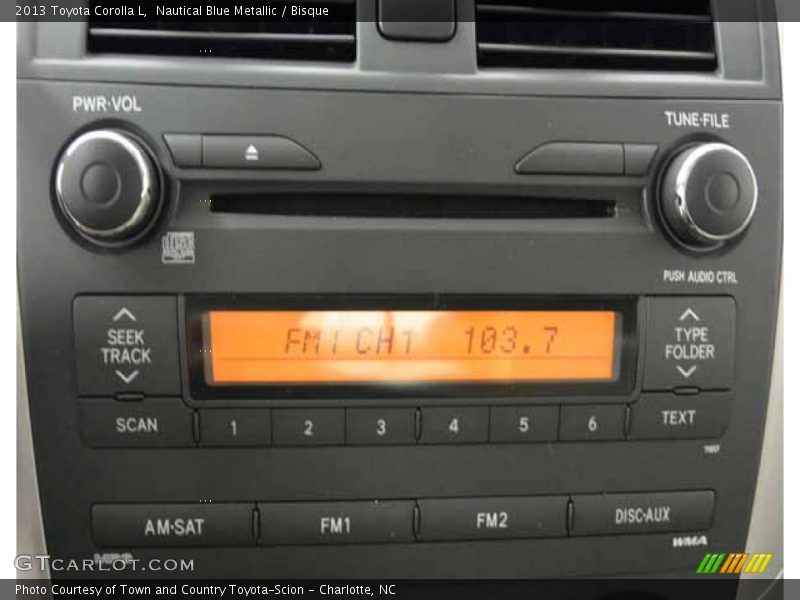 2013 Toyota Corolla L,  Nautical Blue Metallic / Bisque
PWR·VOL
TUNE·FILE
PUSH AUDIO CTRL
SEEK
TRACK
FM1 CH1 103.7
TYPE
FOLDER
SCAN
1 2 3 4 5 6
TEXT
AM·SAT
FM1
FM2
DISC·AUX
MP3
WMA
GTCARLOT.COM
Photo Courtesy of Town and Country Toyota-Scion - Charlotte, NC